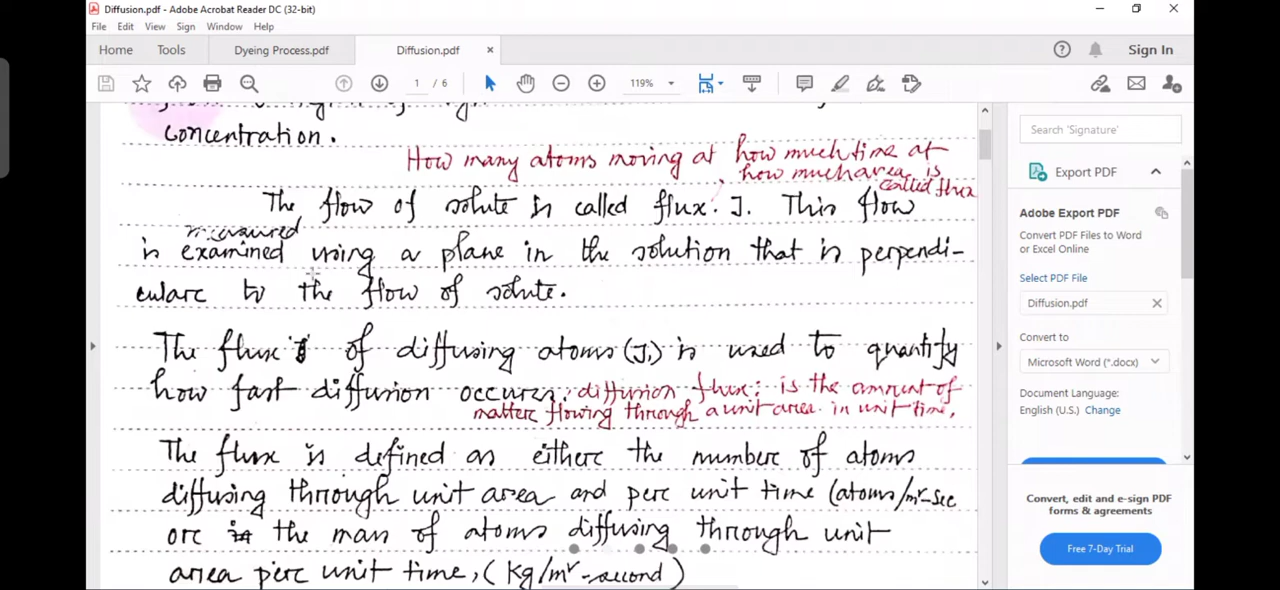 Diffusion.pdf - Adobe Acrobat Reader DC (32-bit)
File Edit View Sign Window Help
Home Tools Dyeing Process.pdf Diffusion.pdf × Sign In
1 / 6 119%
concentration.
How many atoms moving at how much time at
how much area is
called flux
The flow of solute is called flux. J. This flow
measured
is examined using a plane in the solution that is perpendi-
cularc to the flow of solute.
The flux of diffusing atoms (J,) is used to quantify
how fast diffusion occurs. diffusion flux: is the amount of
matter flowing through a unit area in unit time,
The flux is defined as eitherc the numberc of atoms
diffusing through unit area and perc unit time (atoms/m²-sec
orc in the mass of atoms diffusing through unit
area perc unit time, (Kg/m²-second)
Search 'Signature'
Export PDF
Adobe Export PDF
Convert PDF Files to Word
or Excel Online
Select PDF File
Diffusion.pdf ×
Convert to
Microsoft Word (*.docx)
Document Language:
English (U.S.) Change
Convert, edit and e-sign PDF
forms & agreements
Free 7-Day Trial